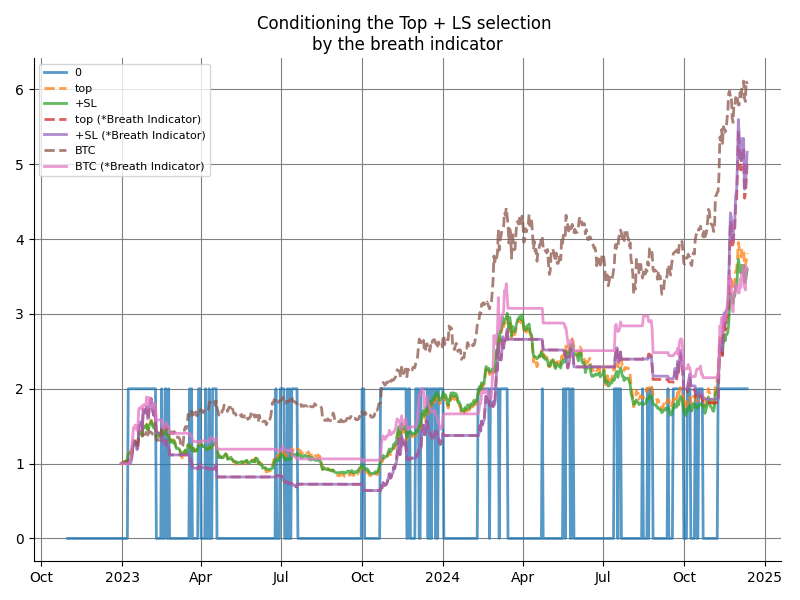 Conditioning the Top + LS selection
by the breath indicator
0
top
+SL
top (*Breath Indicator)
+SL (*Breath Indicator)
BTC
BTC (*Breath Indicator)
6
5
4
3
2
1
0
Oct
2023
Apr
Jul
Oct
2024
Apr
Jul
Oct
2025